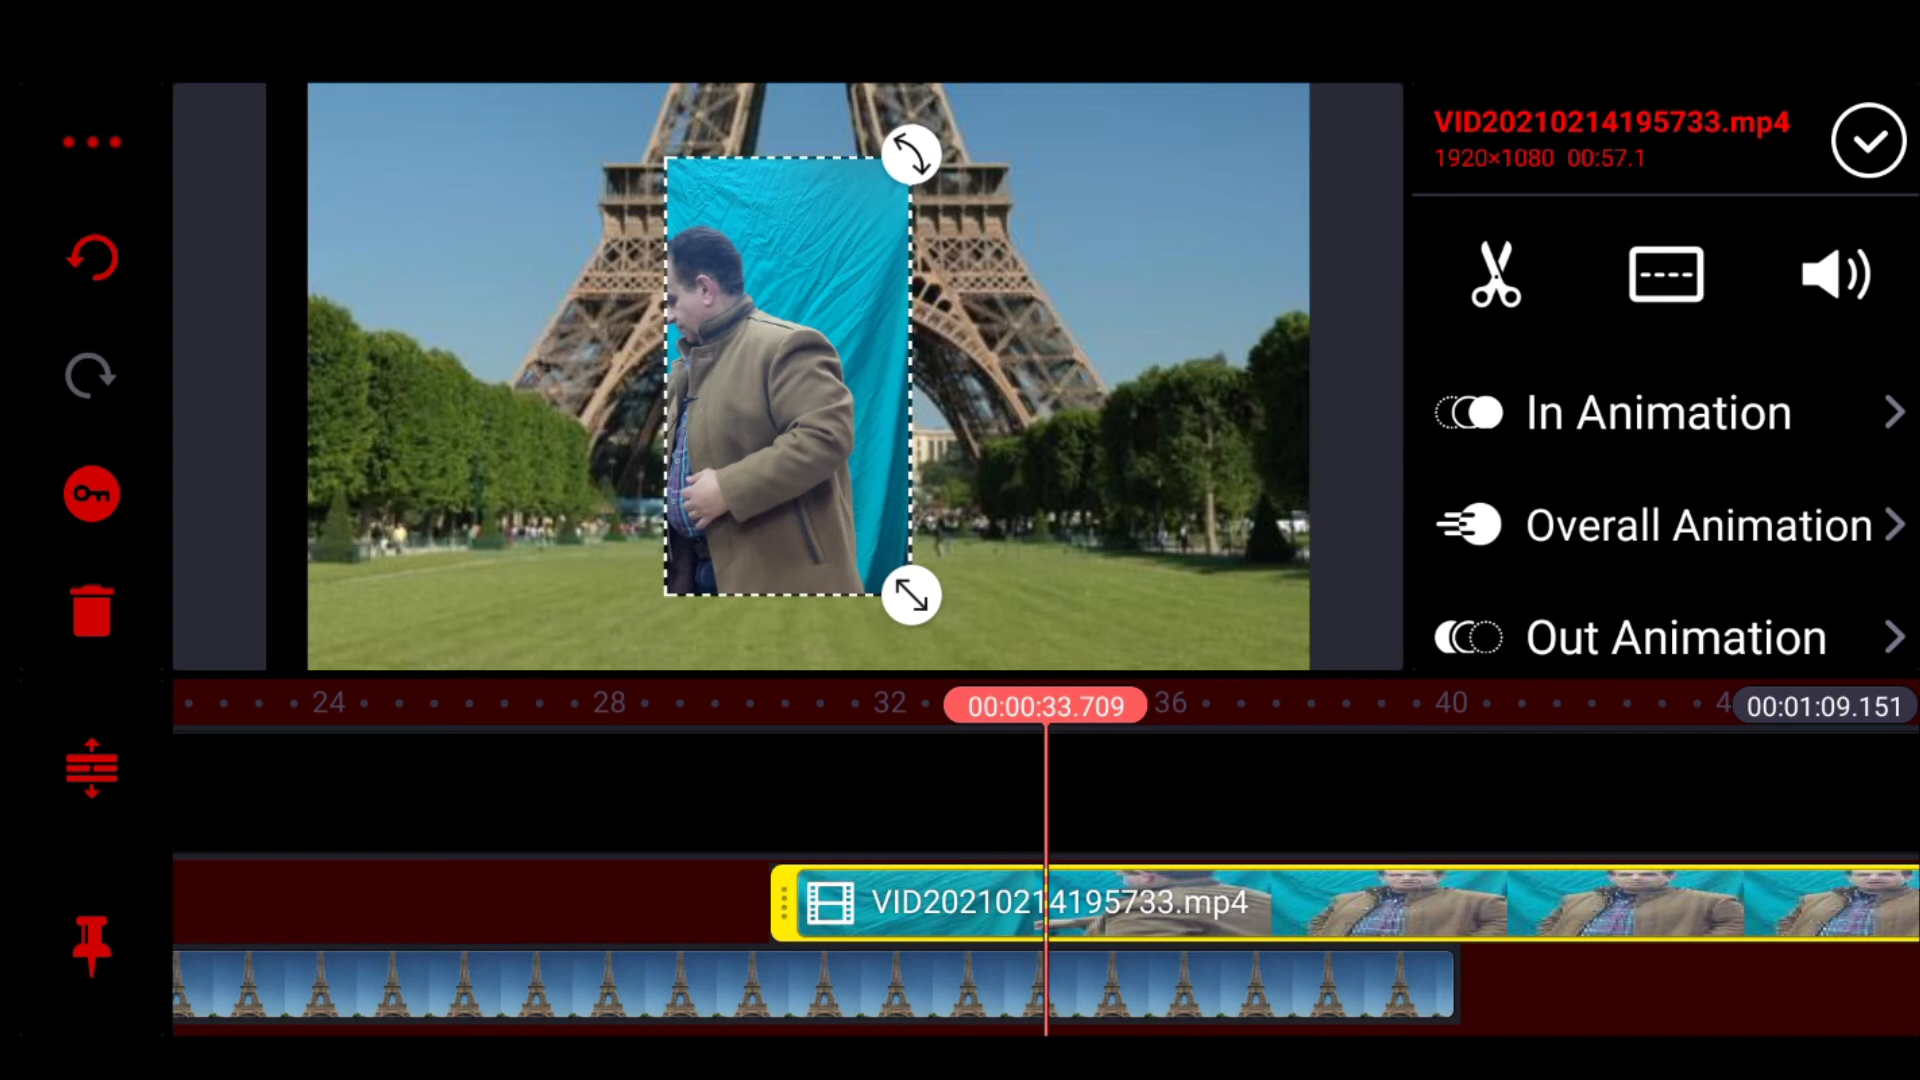 VID20210214195733.mp4
1920×1080 00:57.1
In Animation
Overall Animation
Out Animation
24 28 32 00:00:33.709 36 40 4 00:01:09.151
VID20210214195733.mp4